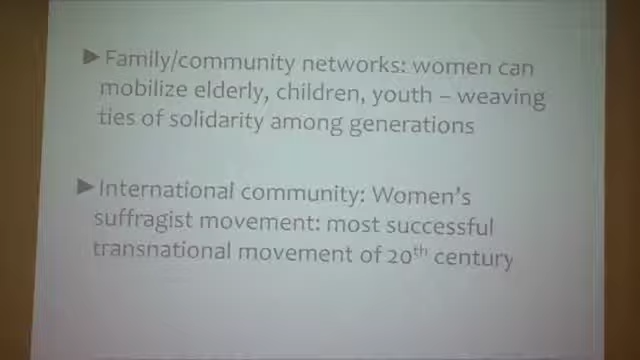 ▶ Family/community networks: women can
mobilize elderly, children, youth – weaving
ties of solidarity among generations
▶ International community: Women's
suffragist movement: most successful
transnational movement of 20th century